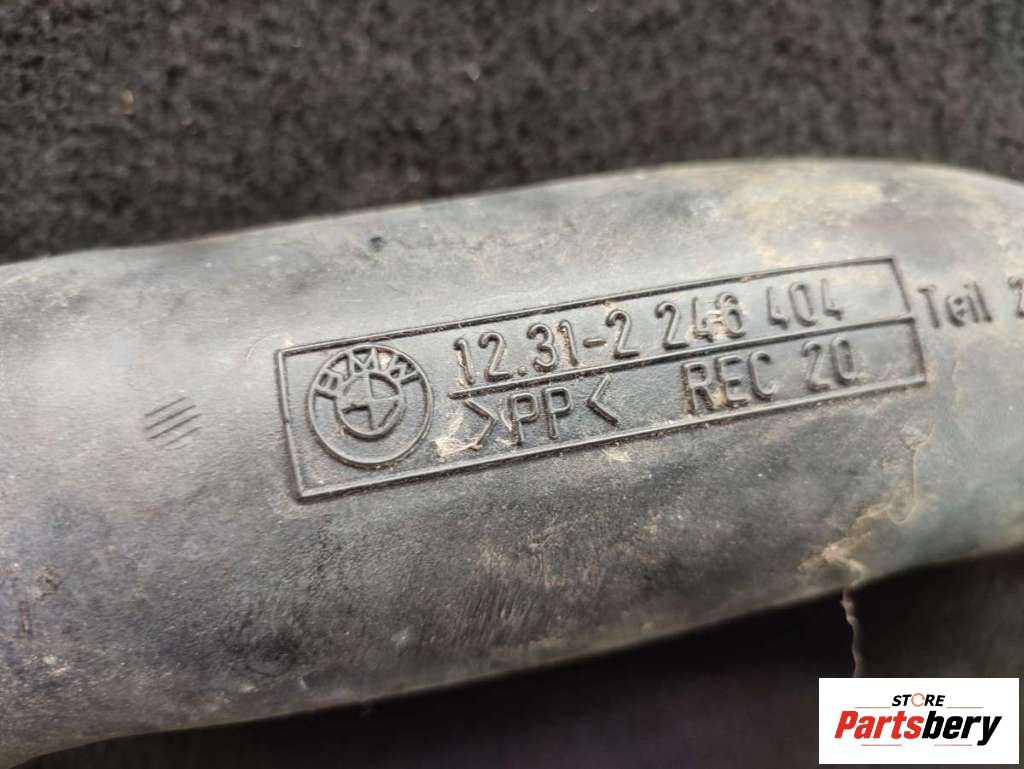 BMW
12.31-2 246 404
>PP< REC 20
Teil
STORE
Partsbery